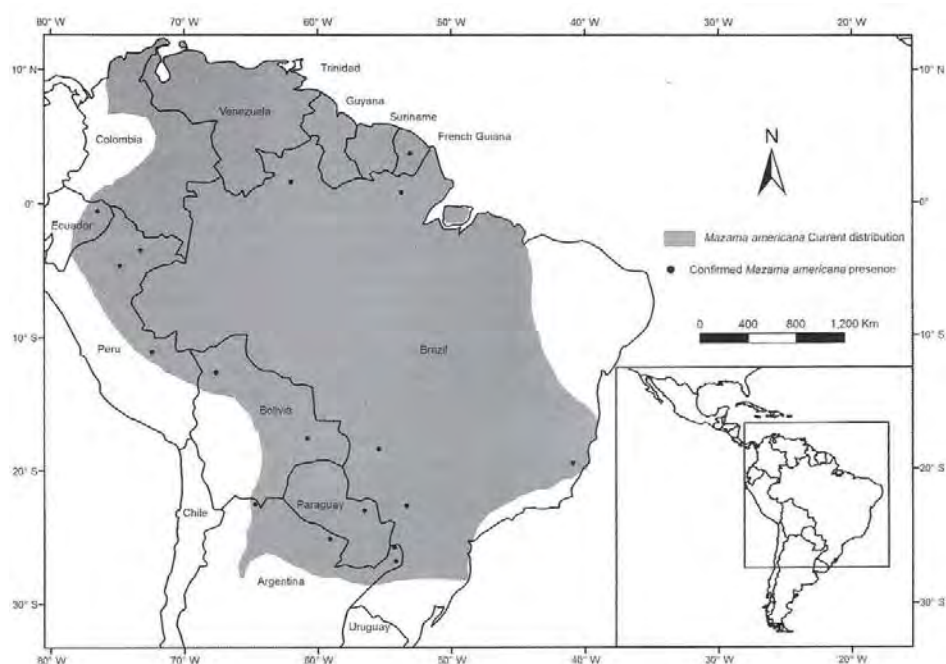 80° W 70° W 60° W 50° W 40° W 30° W 20° W
10° N
10° N
Trinidad
Guyana
Venezuela
Suriname
Colombia
French Guiana
N
0°
0°
Ecuador
Mazama americana Current distribution
Confirmed Mazama americana presence
0 400 800 1,200 Km
10° S
10° S
Peru
Brazil
Bolivia
20° S
20° S
Paraguay
Chile
Argentina
30° S
30° S
Uruguay
80° W 70° W 60° W 50° W 40° W 30° W 20° W